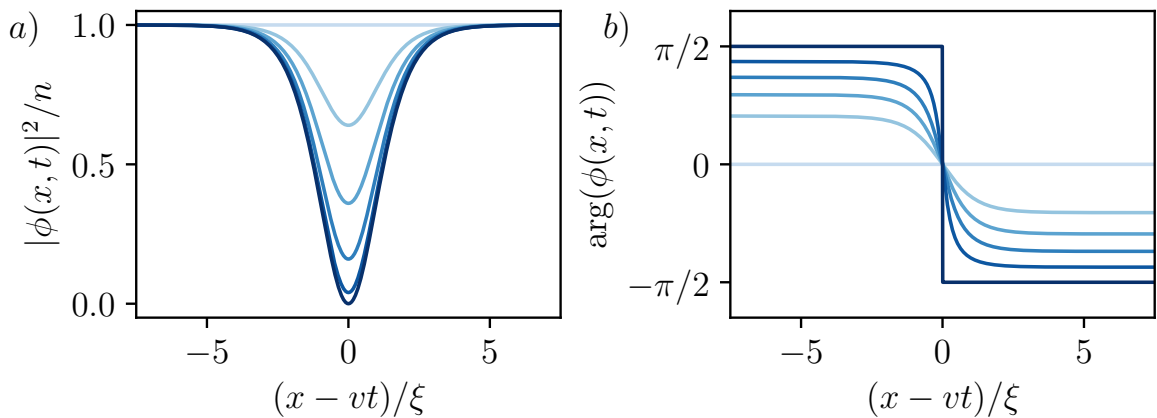 a)
|ϕ(x, t)|²/n
1.0
0.5
0.0
−5
0
5
(x − vt)/ξ
b)
arg(ϕ(x, t))
π/2
0
−π/2
−5
0
5
(x − vt)/ξ